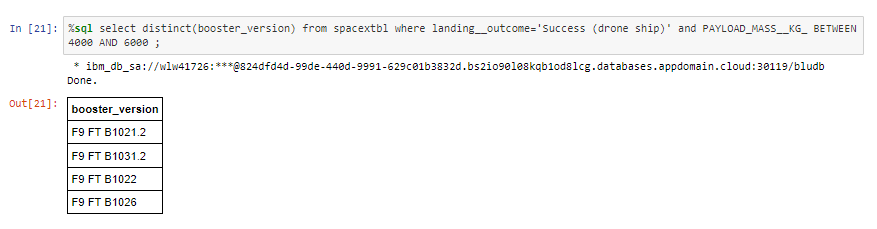 In [21]: %sql select distinct(booster_version) from spacextbl where landing__outcome='Success (drone ship)' and PAYLOAD_MASS__KG_ BETWEEN
4000 AND 6000 ;
* ibm_db_sa://wlw41726:***@824dfd4d-99de-440d-9991-629c01b3832d.bs2io90l08kqb1od8lcg.databases.appdomain.cloud:30119/bludb
Done.
Out[21]: booster_version
F9 FT B1021.2
F9 FT B1031.2
F9 FT B1022
F9 FT B1026